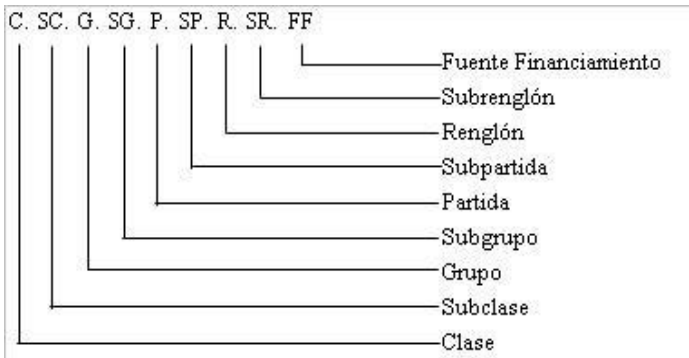 C. SC. G. SG. P. SP. R. SR. FF
Fuente Financiamiento
Subrenglón
Renglón
Subpartida
Partida
Subgrupo
Grupo
Subclase
Clase